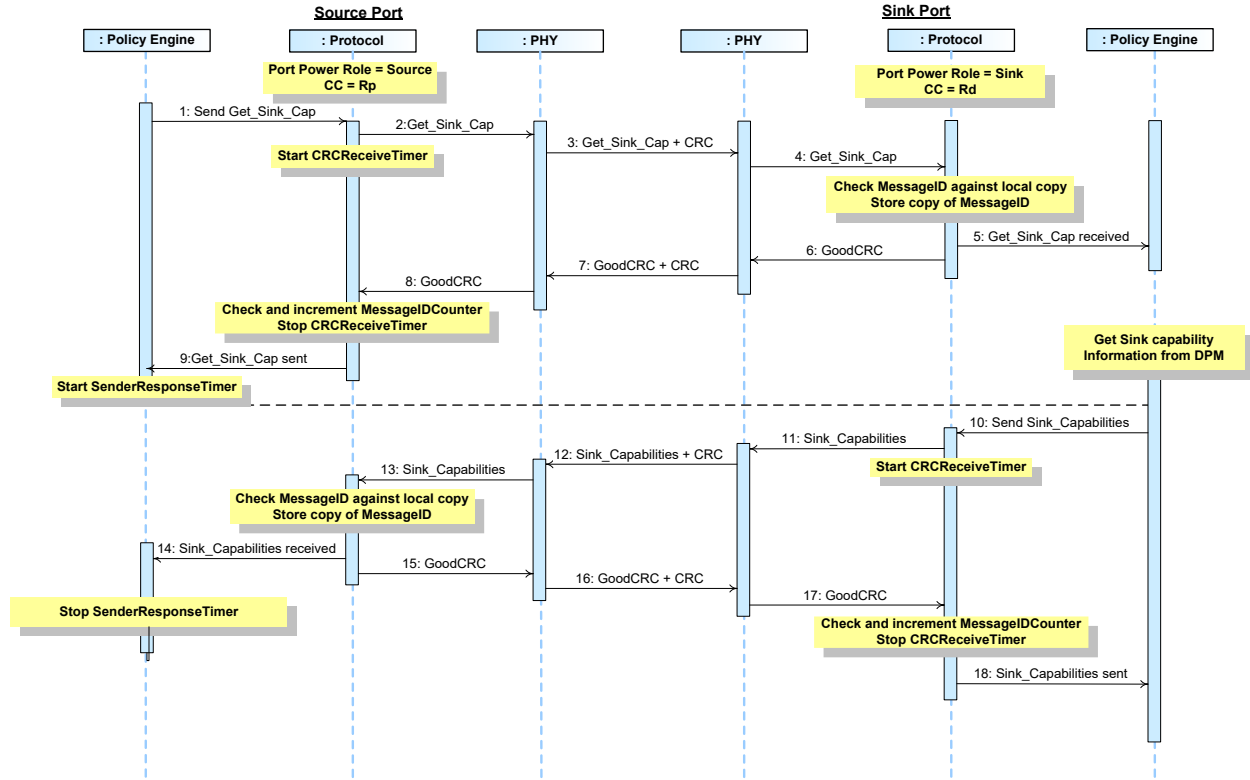 Source Port
Sink Port
: Policy Engine
: Protocol
: PHY
: PHY
: Protocol
: Policy Engine
Port Power Role = Source
CC = Rp
Port Power Role = Sink
CC = Rd
1: Send Get_Sink_Cap
2:Get_Sink_Cap
Start CRCReceiveTimer
3: Get_Sink_Cap + CRC
4: Get_Sink_Cap
Check MessageID against local copy
Store copy of MessageID
5: Get_Sink_Cap received
6: GoodCRC
7: GoodCRC + CRC
8: GoodCRC
Check and increment MessageIDCounter
Stop CRCReceiveTimer
9:Get_Sink_Cap sent
Start SenderResponseTimer
Get Sink capability
Information from DPM
10: Send Sink_Capabilities
11: Sink_Capabilities
Start CRCReceiveTimer
12: Sink_Capabilities + CRC
13: Sink_Capabilities
Check MessageID against local copy
Store copy of MessageID
14: Sink_Capabilities received
15: GoodCRC
16: GoodCRC + CRC
17: GoodCRC
Stop SenderResponseTimer
Check and increment MessageIDCounter
Stop CRCReceiveTimer
18: Sink_Capabilities sent